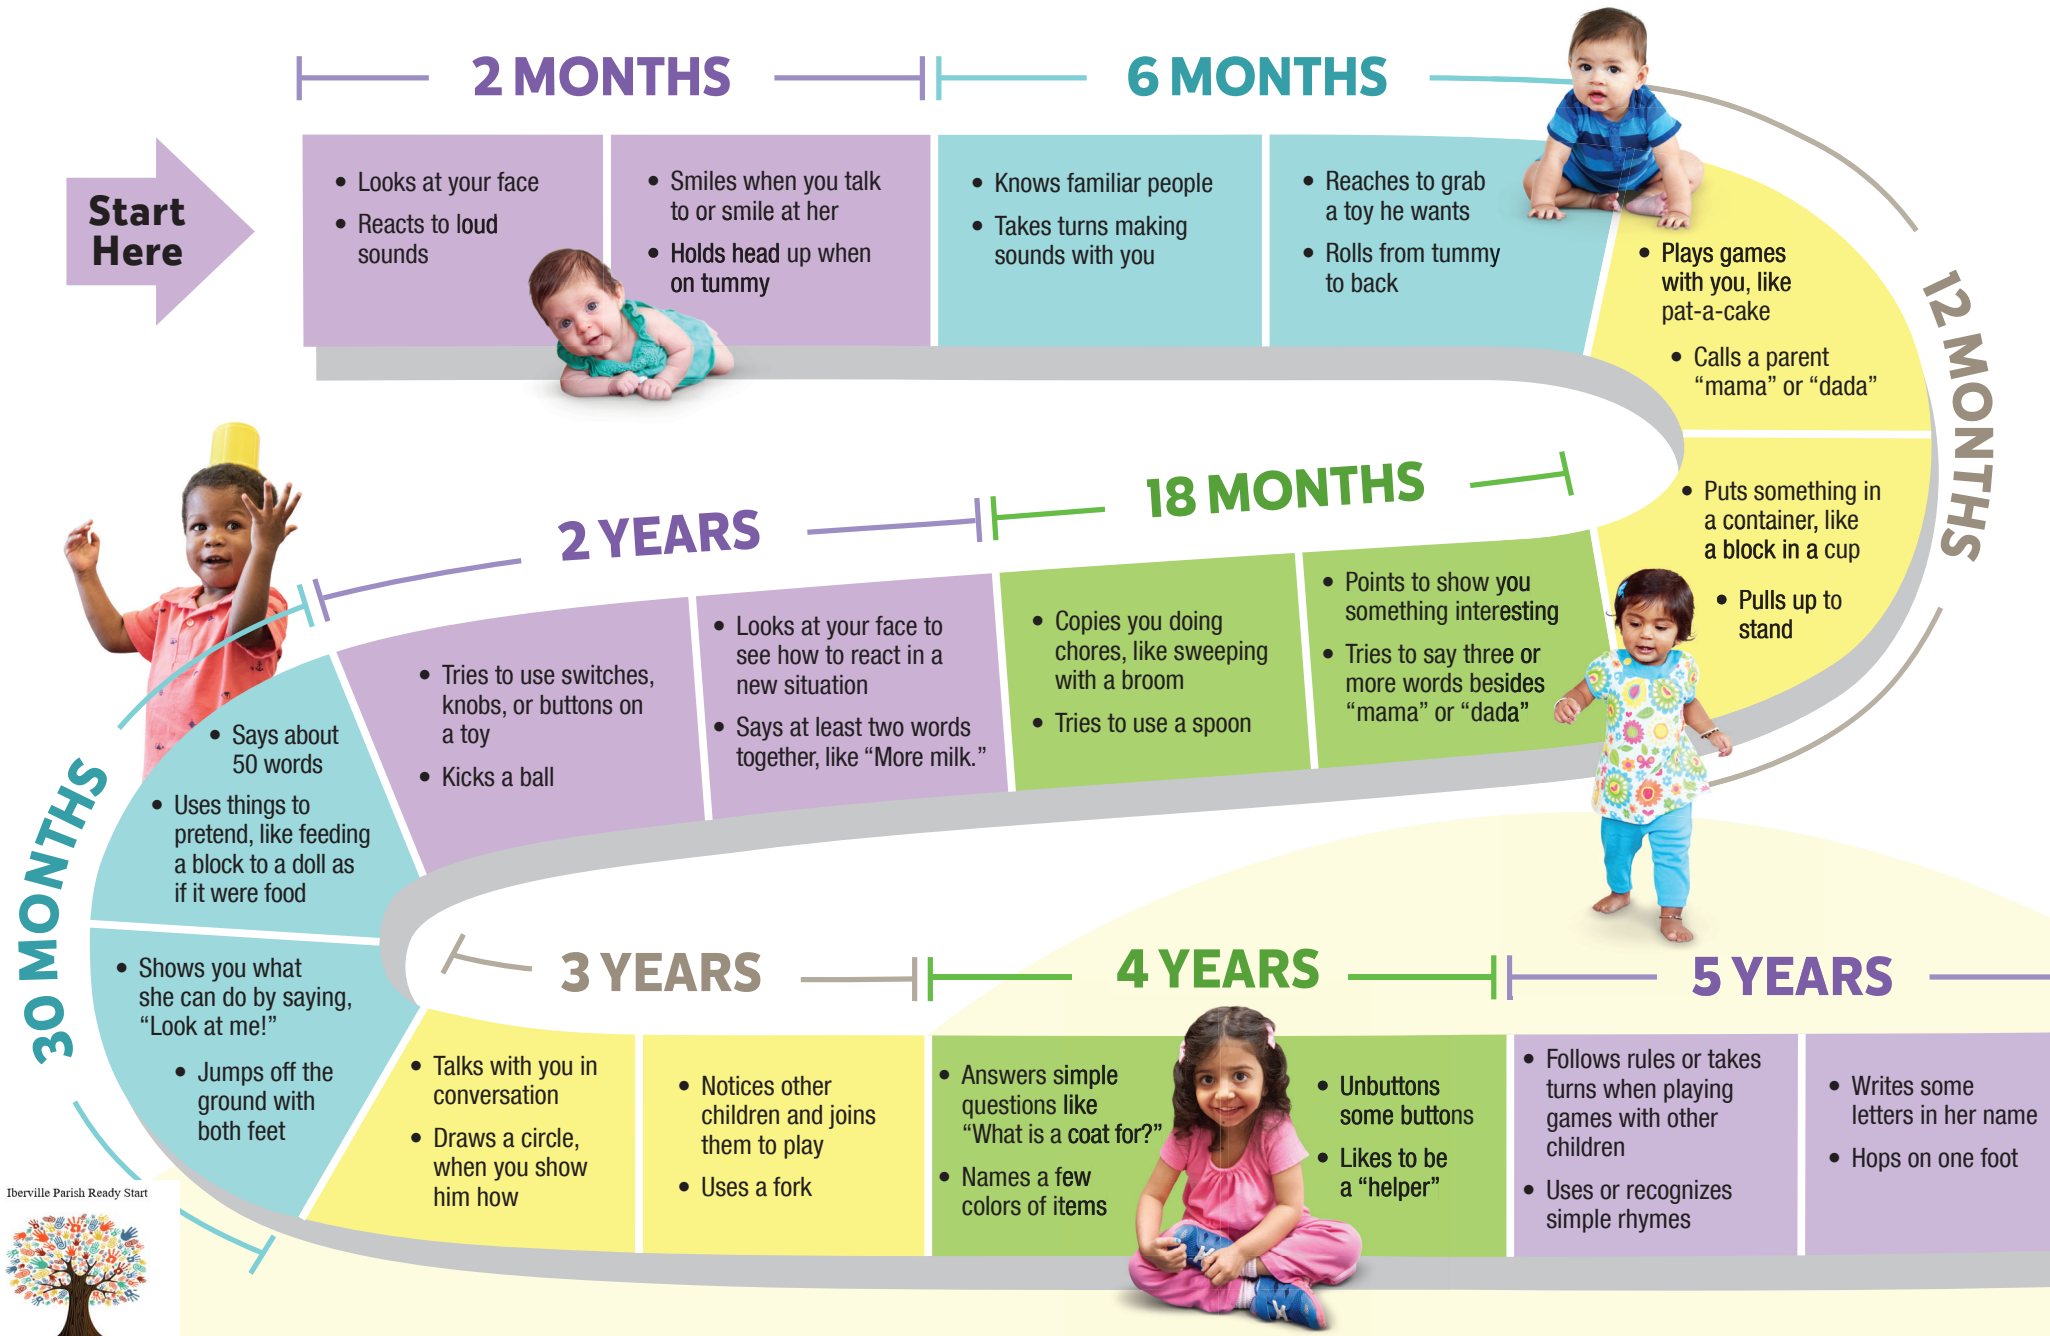 2 MONTHS
6 MONTHS
Start
Here
• Looks at your face
• Reacts to loud
sounds
• Smiles when you talk
to or smile at her
• Holds head up when
on tummy
• Knows familiar people
• Takes turns making
sounds with you
• Reaches to grab
a toy he wants
• Rolls from tummy
to back
12 MONTHS
• Plays games
with you, like
pat-a-cake
• Calls a parent
“mama” or “dada”
• Puts something in
a container, like
a block in a cup
• Pulls up to
stand
18 MONTHS
• Points to show you
something interesting
• Tries to say three or
more words besides
“mama” or “dada”
• Copies you doing
chores, like sweeping
with a broom
• Tries to use a spoon
2 YEARS
• Looks at your face to
see how to react in a
new situation
• Says at least two words
together, like “More milk.”
• Tries to use switches,
knobs, or buttons on
a toy
• Kicks a ball
30 MONTHS
• Says about
50 words
• Uses things to
pretend, like feeding
a block to a doll as
if it were food
• Shows you what
she can do by saying,
“Look at me!”
• Jumps off the
ground with
both feet
3 YEARS
• Talks with you in
conversation
• Draws a circle,
when you show
him how
• Notices other
children and joins
them to play
• Uses a fork
4 YEARS
• Answers simple
questions like
“What is a coat for?”
• Names a few
colors of items
• Unbuttons
some buttons
• Likes to be
a “helper”
5 YEARS
• Follows rules or takes
turns when playing
games with other
children
• Uses or recognizes
simple rhymes
• Writes some
letters in her name
• Hops on one foot
Iberville Parish Ready Start